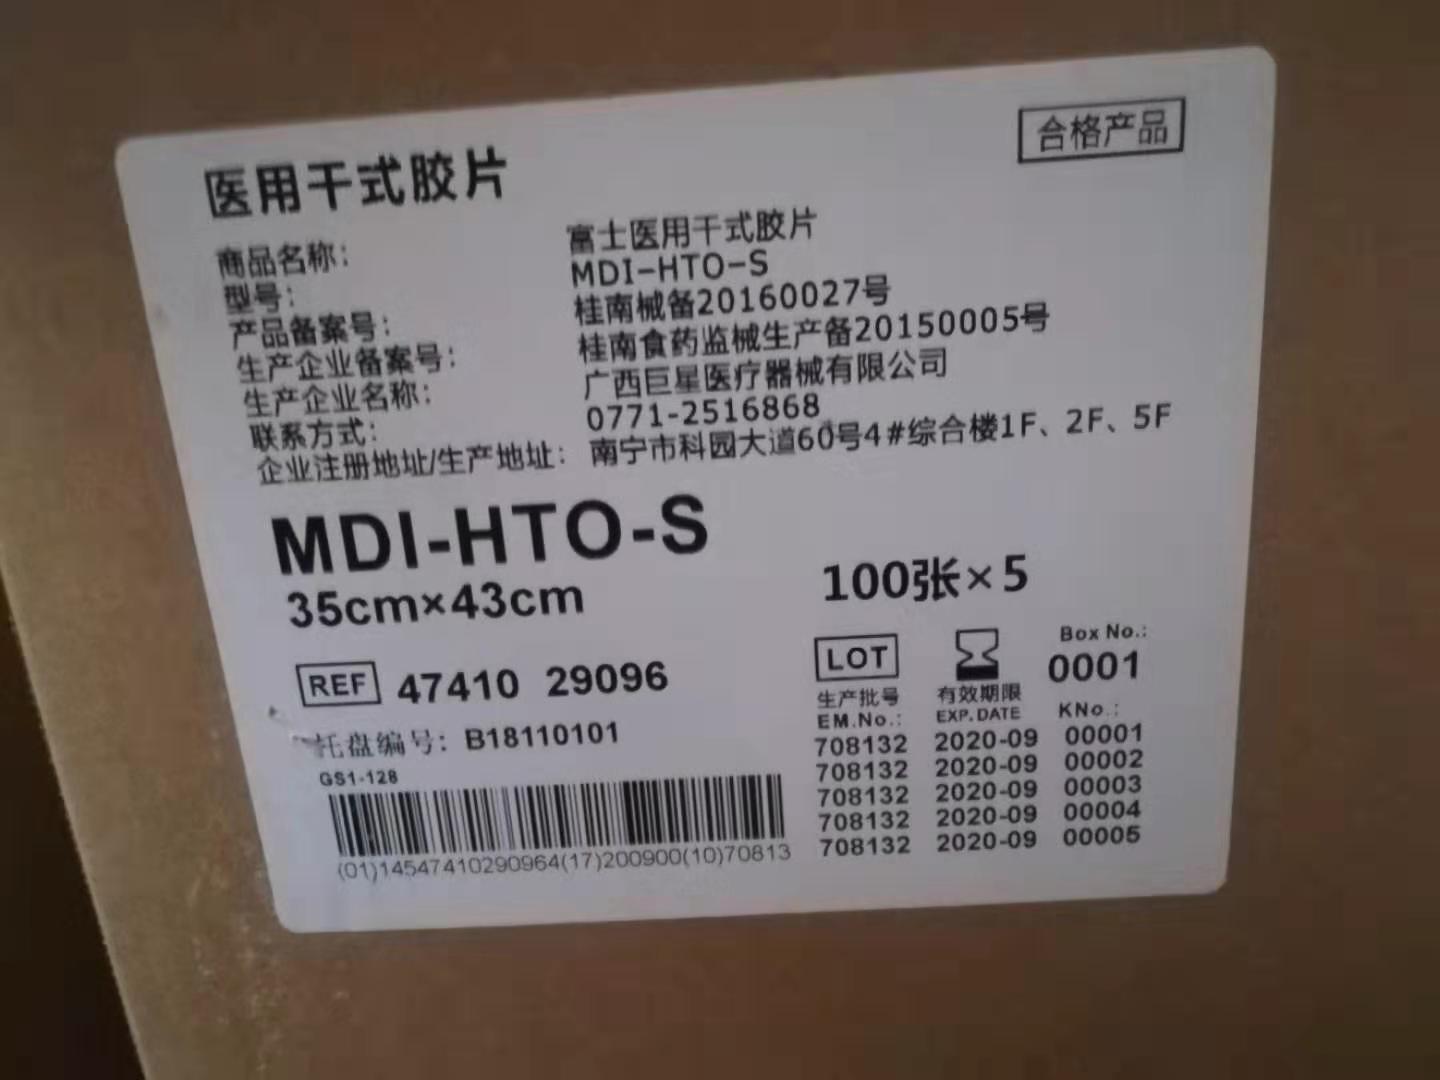 合格产品
医用干式胶片
商品名称： 富士医用干式胶片
型号： MDI-HTO-S
产品备案号： 桂南械备20160027号
生产企业备案号： 桂南食药监械生产备20150005号
生产企业名称： 广西巨星医疗器械有限公司
联系方式： 0771-2516868
企业注册地址/生产地址： 南宁市科园大道60号4#综合楼1F、2F、5F
MDI-HTO-S
35cm×43cm 100张×5
REF 47410 29096
托盘编号: B18110101
GS1-128
(01)14547410290964(17)200900(10)70813
LOT Box No.:
0001
生产批号 有效期限
EM.No.: EXP.DATE KNo.:
708132 2020-09 00001
708132 2020-09 00002
708132 2020-09 00003
708132 2020-09 00004
708132 2020-09 00005